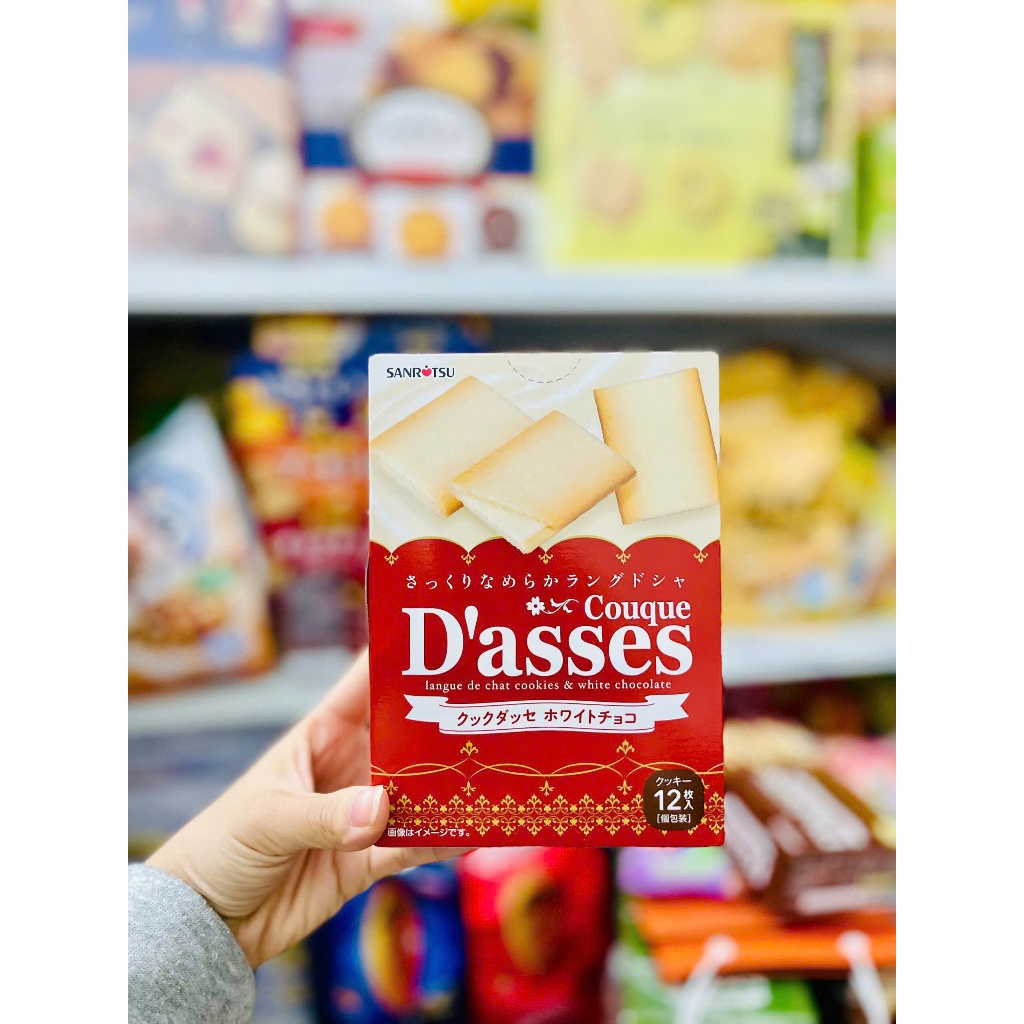 SANROTSU
さっくりなめらかラングドシャ
Couque
D'asses
langue de chat cookies & white chocolate
クックダッセ ホワイトチョコ
クッキー
12枚入
[個包装]
画像はイメージです。